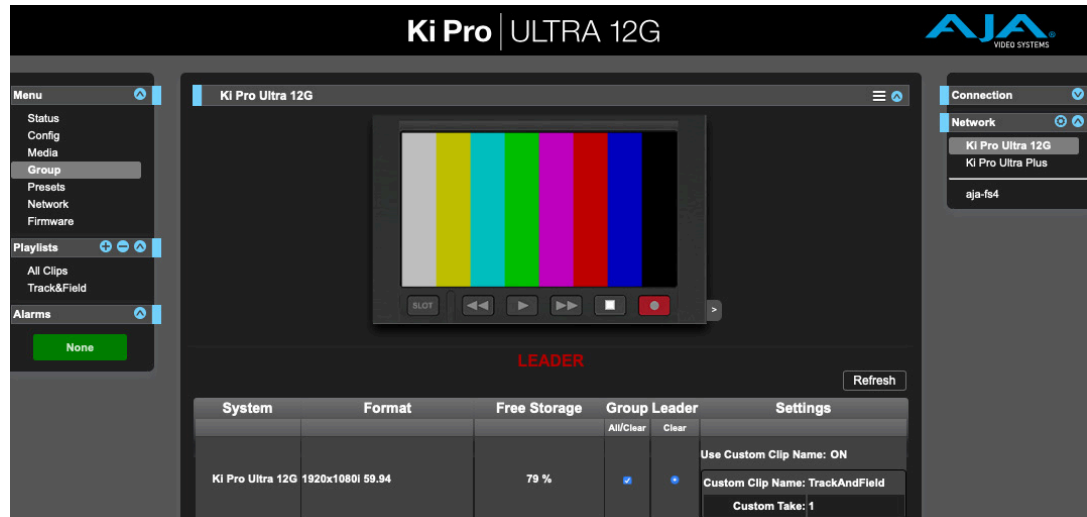 Ki Pro ULTRA 12G
AJA
VIDEO SYSTEMS
Menu
Status
Config
Media
Group
Presets
Network
Firmware
Playlists
All Clips
Track&Field
Alarms
None
Ki Pro Ultra 12G
SLOT
>
LEADER
Refresh
System Format Free Storage Group Leader Settings
All/Clear Clear
Use Custom Clip Name: ON
Ki Pro Ultra 12G 1920x1080i 59.94 79 %
Custom Clip Name: TrackAndField
Custom Take: 1
Connection
Network
Ki Pro Ultra 12G
Ki Pro Ultra Plus
aja-fs4